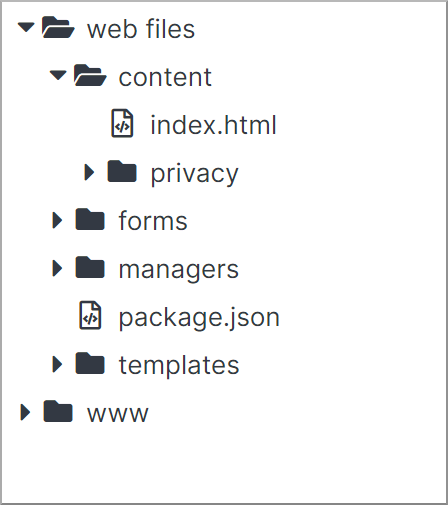 web files
content
index.html
privacy
forms
managers
package.json
templates
www